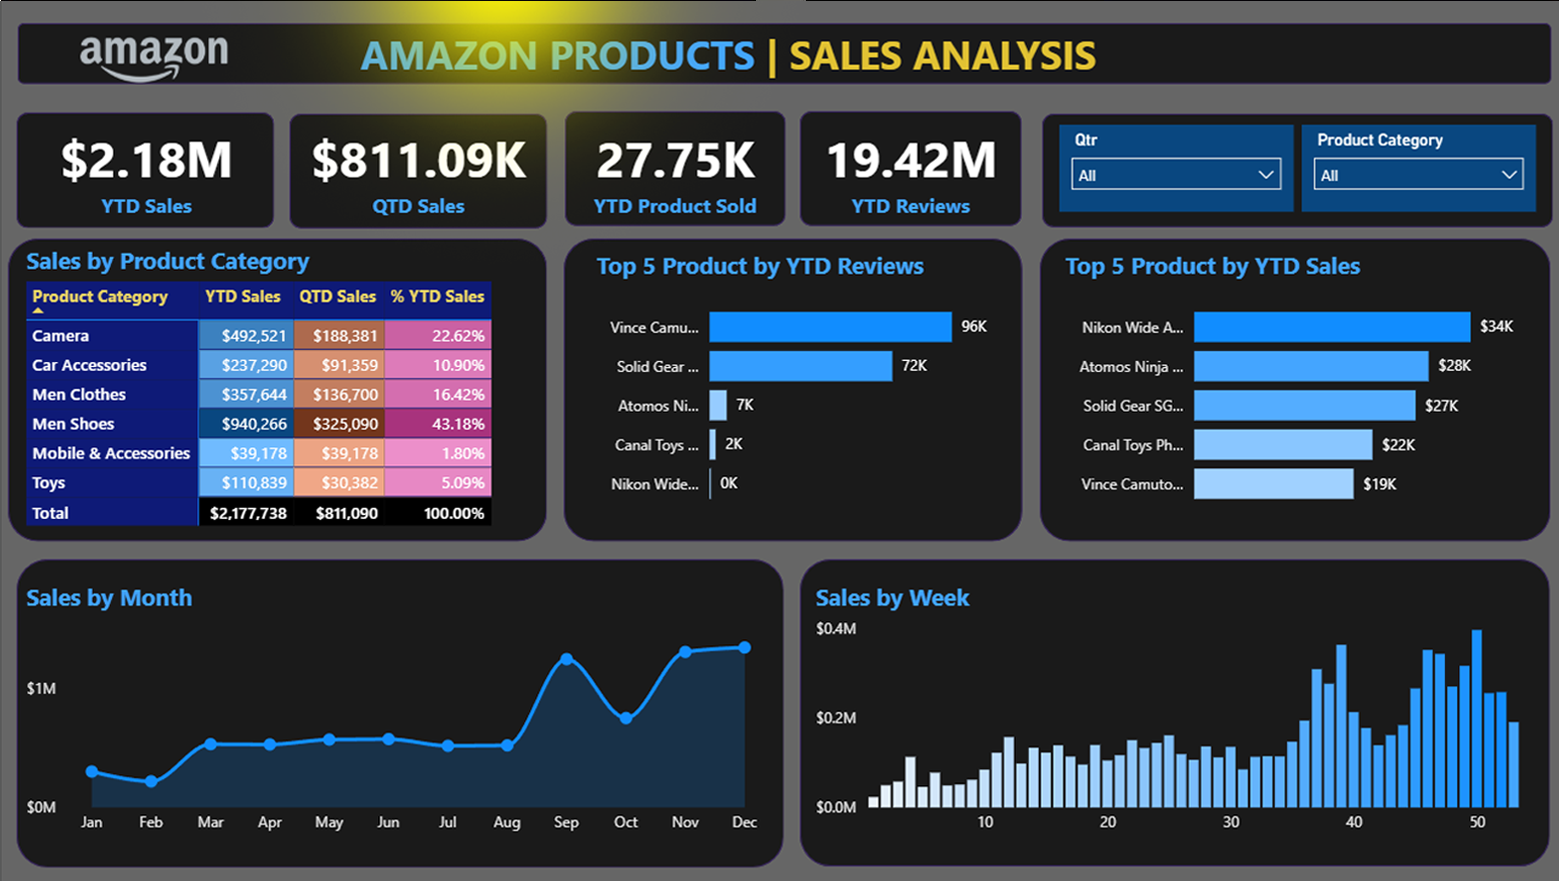 amazon
AMAZON PRODUCTS | SALES ANALYSIS
$2.18M
YTD Sales
$811.09K
QTD Sales
27.75K
YTD Product Sold
19.42M
YTD Reviews
Qtr
All
Product Category
All
Sales by Product Category
Product Category YTD Sales QTD Sales % YTD Sales
Camera $492,521 $188,381 22.62%
Car Accessories $237,290 $91,359 10.90%
Men Clothes $357,644 $136,700 16.42%
Men Shoes $940,266 $325,090 43.18%
Mobile & Accessories $39,178 $39,178 1.80%
Toys $110,839 $30,382 5.09%
Total $2,177,738 $811,090 100.00%
Top 5 Product by YTD Reviews
Vince Camu... 96K
Solid Gear ... 72K
Atomos Ni... 7K
Canal Toys ... 2K
Nikon Wide... 0K
Top 5 Product by YTD Sales
Nikon Wide A... $34K
Atomos Ninja ... $28K
Solid Gear SG... $27K
Canal Toys Ph... $22K
Vince Camuto... $19K
Sales by Month
$1M
$0M
Jan Feb Mar Apr May Jun Jul Aug Sep Oct Nov Dec
Sales by Week
$0.4M
$0.2M
$0.0M
10 20 30 40 50